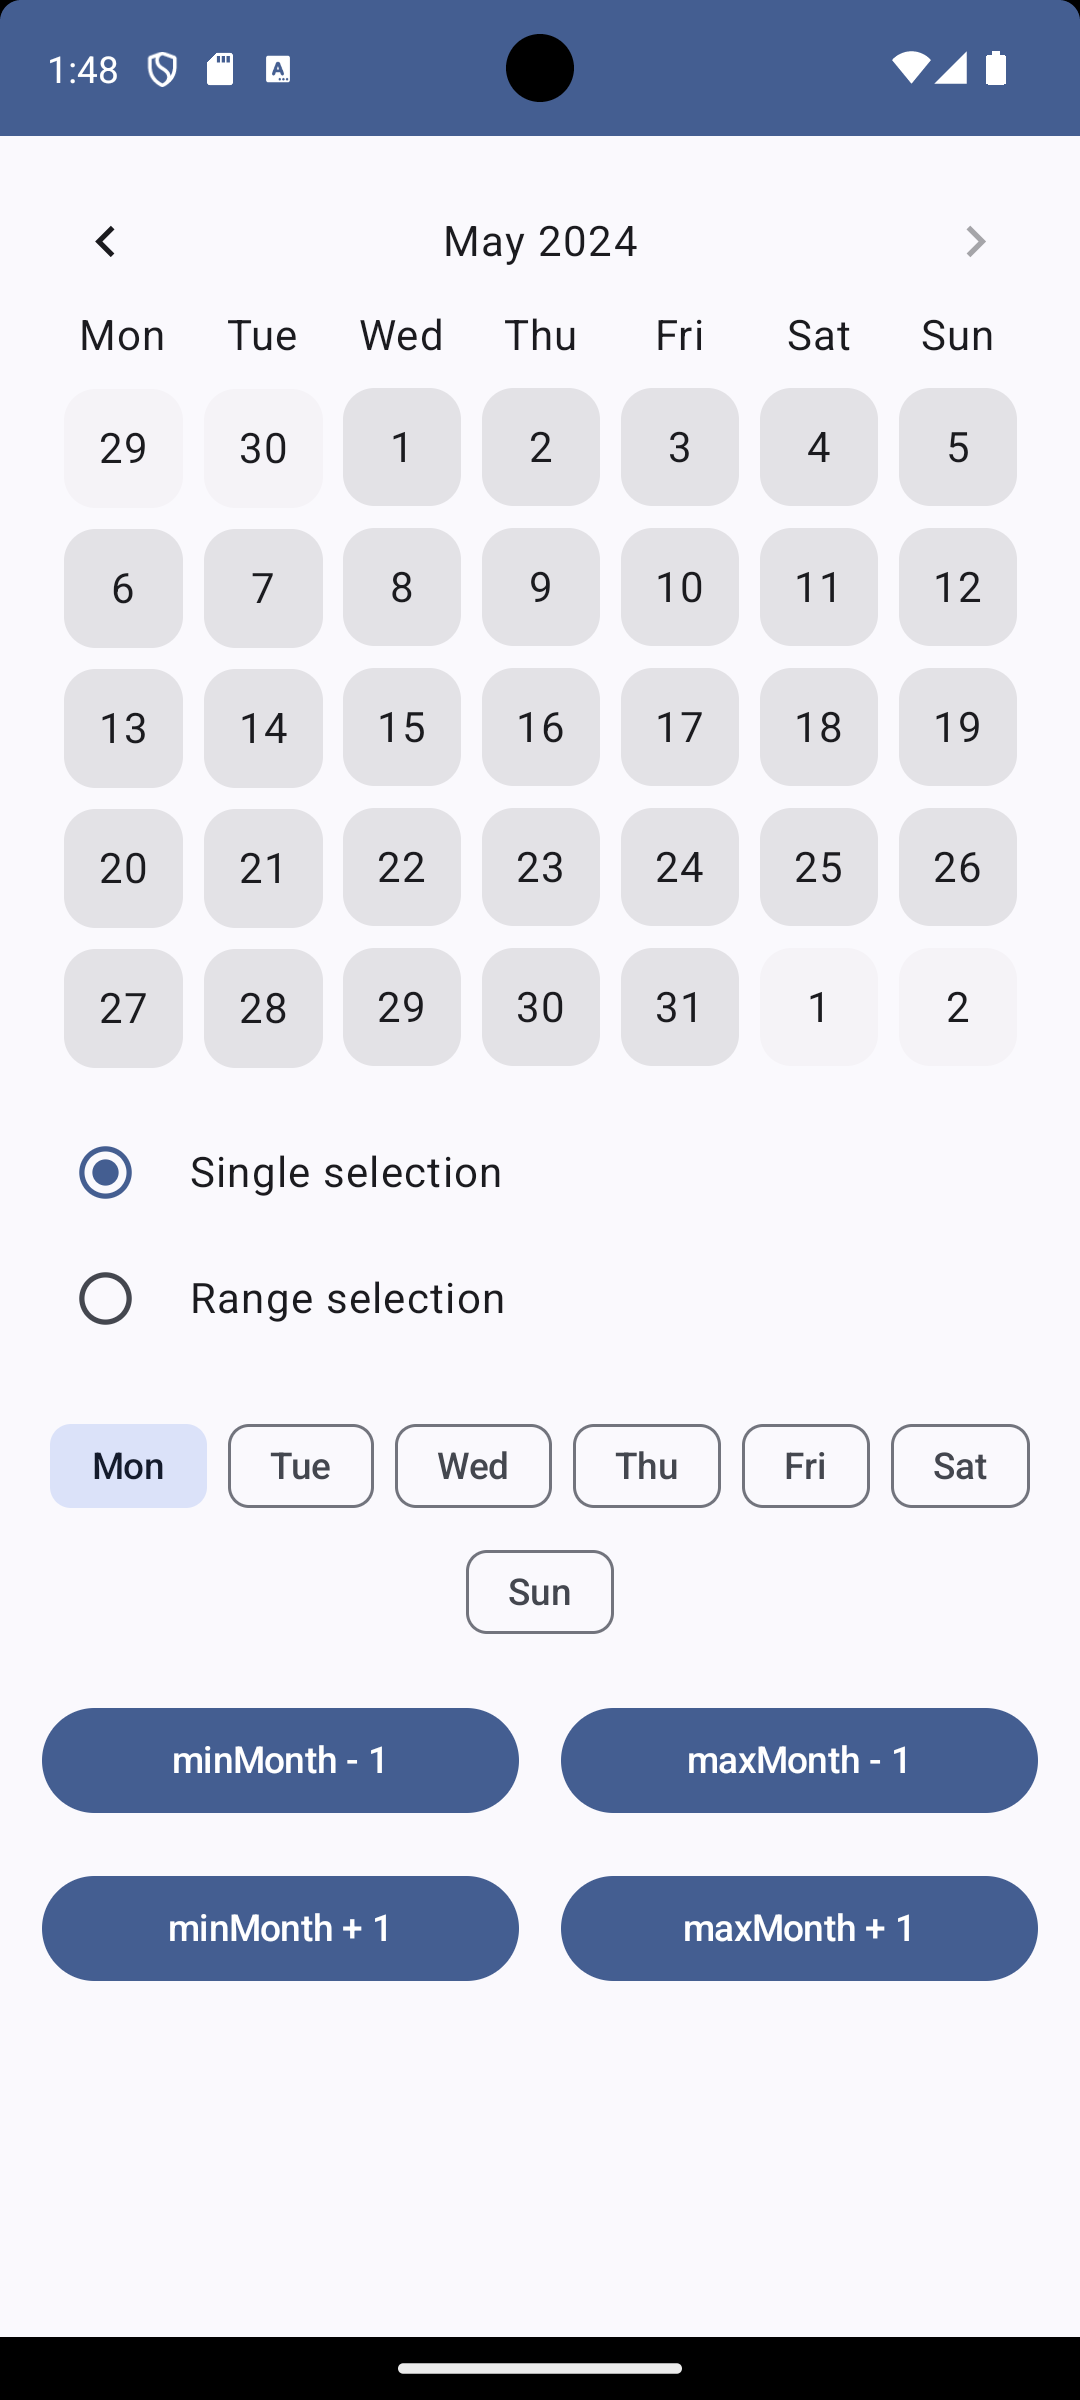 1:48
May 2024
Mon Tue Wed Thu Fri Sat Sun
29 30 1 2 3 4 5
6 7 8 9 10 11 12
13 14 15 16 17 18 19
20 21 22 23 24 25 26
27 28 29 30 31 1 2
Single selection
Range selection
Mon Tue Wed Thu Fri Sat
Sun
minMonth - 1 maxMonth - 1
minMonth + 1 maxMonth + 1